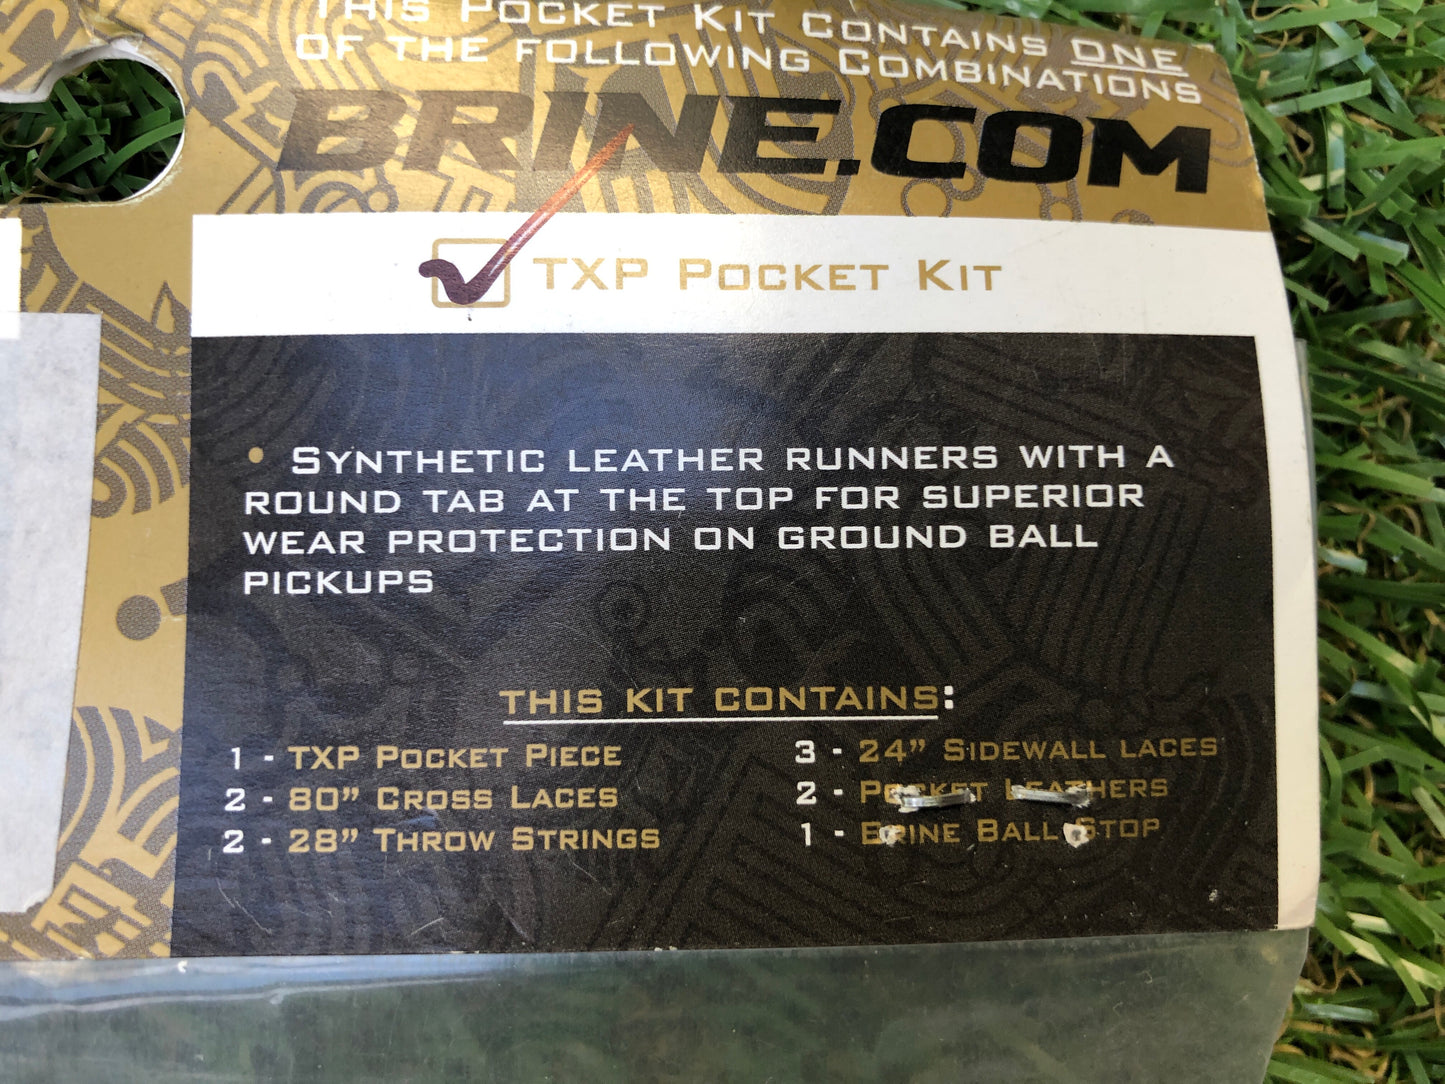 THIS POCKET KIT CONTAINS ONE
OF THE FOLLOWING COMBINATIONS
BRINE.COM
TXP POCKET KIT
• SYNTHETIC LEATHER RUNNERS WITH A
ROUND TAB AT THE TOP FOR SUPERIOR
WEAR PROTECTION ON GROUND BALL
PICKUPS
THIS KIT CONTAINS:
1 - TXP POCKET PIECE
2 - 80” CROSS LACES
2 - 28” THROW STRINGS
3 - 24” SIDEWALL LACES
2 - POCKET LEATHERS
1 - BRINE BALL STOP